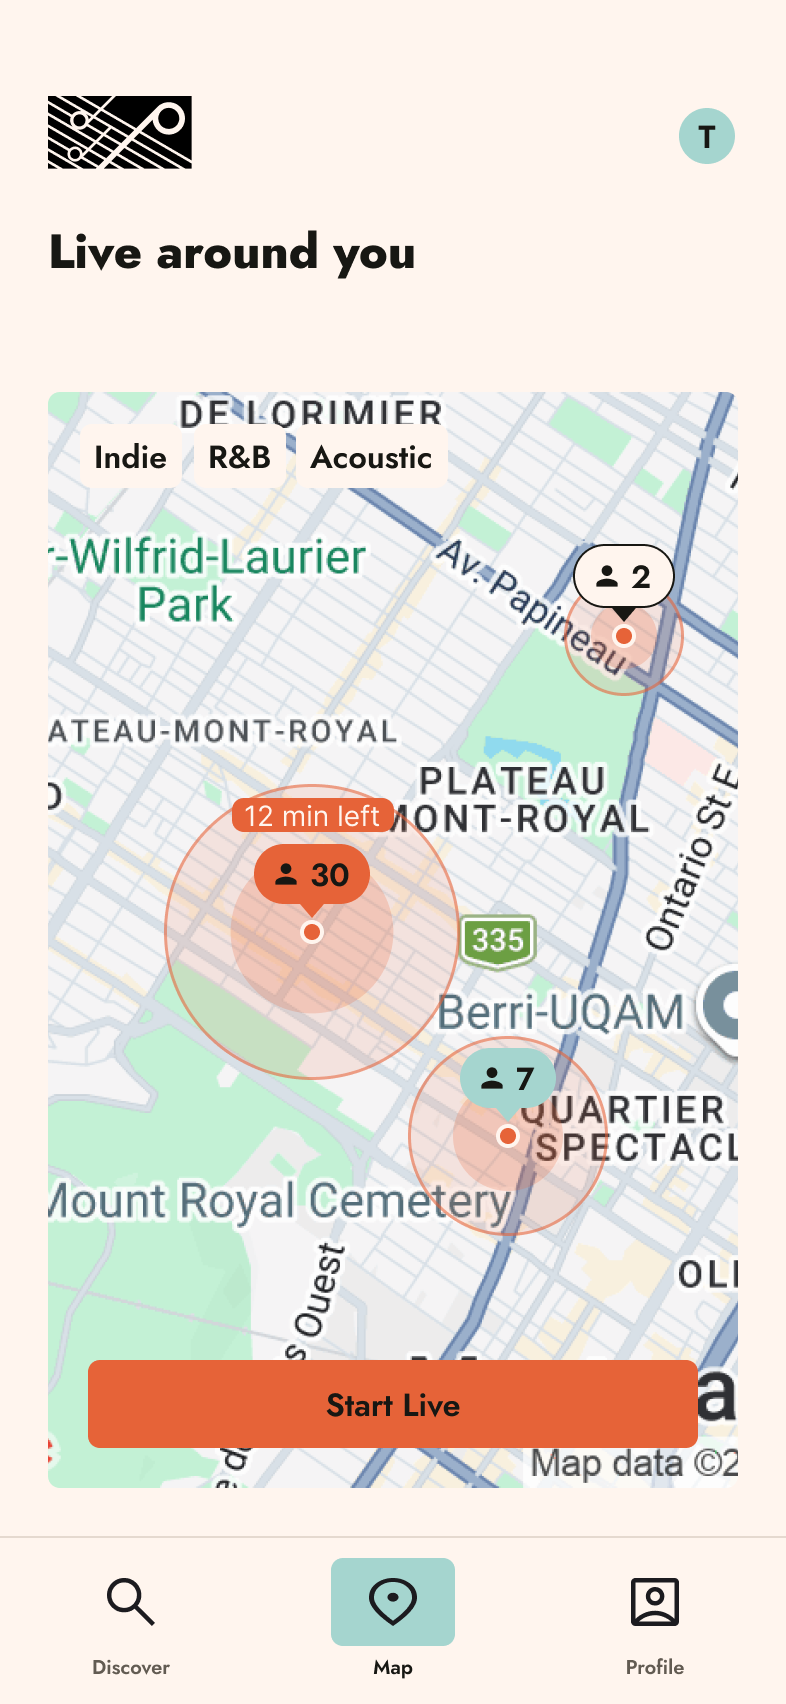 T
Live around you
DE LORIMIER
Indie
R&B
Acoustic
r-Wilfrid-Laurier
Park
Av. Papineau
2
ATEAU-MONT-ROYAL
PLATEAU
MONT-ROYAL
12 min left
30
Ontario St E
335
Berri-UQAM
7
QUARTIER
SPECTACL
Mount Royal Cemetery
OLD
s Ouest
Start Live
a
e de
Map data ©2
Discover
Map
Profile